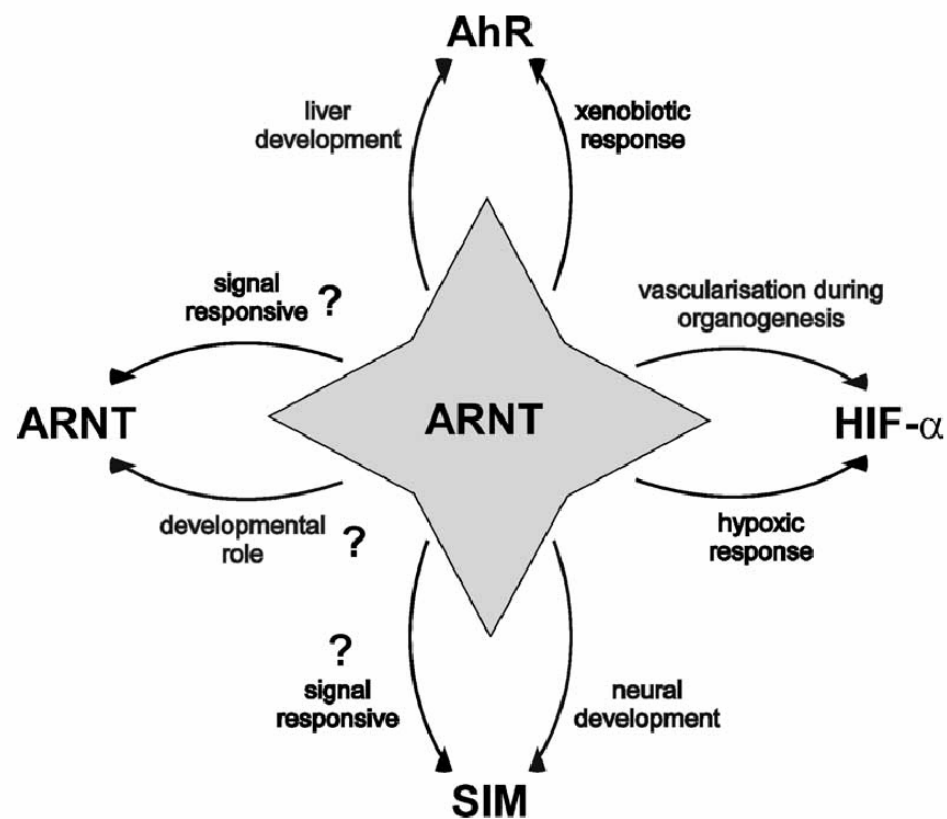 AhR
liver
development
xenobiotic
response
signal
responsive ?
vascularisation during
organogenesis
ARNT
ARNT
HIF-α
developmental
role ?
hypoxic
response
?
signal
responsive
neural
development
SIM